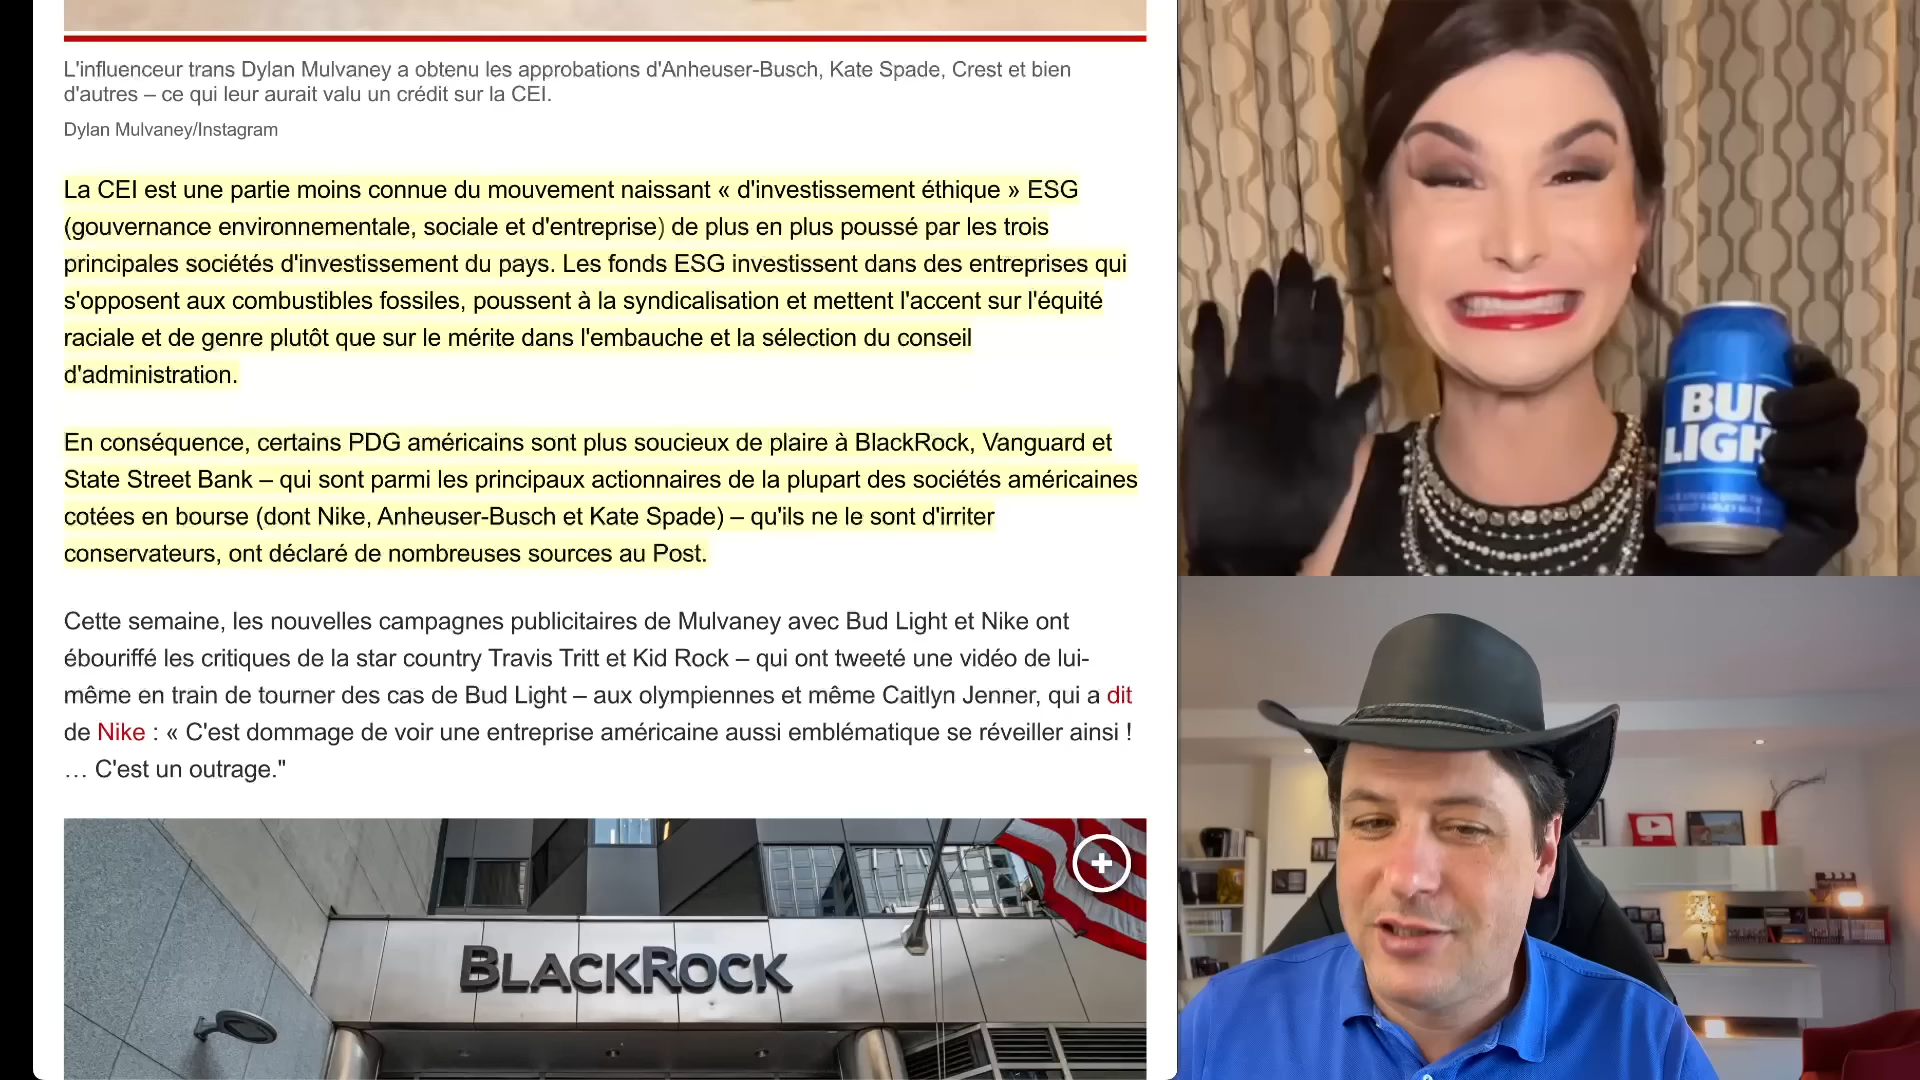 L'influenceur trans Dylan Mulvaney a obtenu les approbations d'Anheuser-Busch, Kate Spade, Crest et bien
d'autres – ce qui leur aurait valu un crédit sur la CEI.
Dylan Mulvaney/Instagram
La CEI est une partie moins connue du mouvement naissant « d'investissement éthique » ESG
(gouvernance environnementale, sociale et d'entreprise) de plus en plus poussé par les trois
principales sociétés d'investissement du pays. Les fonds ESG investissent dans des entreprises qui
s'opposent aux combustibles fossiles, poussent à la syndicalisation et mettent l'accent sur l'équité
raciale et de genre plutôt que sur le mérite dans l'embauche et la sélection du conseil
d'administration.
En conséquence, certains PDG américains sont plus soucieux de plaire à BlackRock, Vanguard et
State Street Bank – qui sont parmi les principaux actionnaires de la plupart des sociétés américaines
cotées en bourse (dont Nike, Anheuser-Busch et Kate Spade) – qu'ils ne le sont d'irriter
conservateurs, ont déclaré de nombreuses sources au Post.
Cette semaine, les nouvelles campagnes publicitaires de Mulvaney avec Bud Light et Nike ont
ébouriffé les critiques de la star country Travis Tritt et Kid Rock – qui ont tweeté une vidéo de lui-
même en train de tourner des cas de Bud Light – aux olympiennes et même Caitlyn Jenner, qui a dit
de Nike : « C'est dommage de voir une entreprise américaine aussi emblématique se réveiller ainsi !
… C'est un outrage."
BLACKROCK
BUD
LIGH